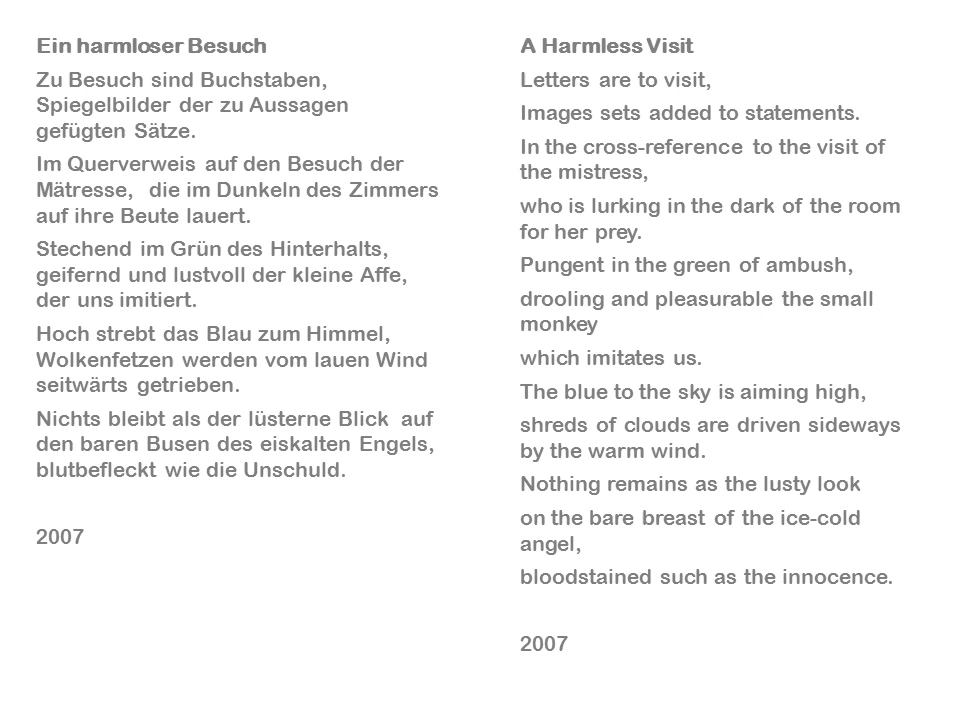 Ein harmloser Besuch
Zu Besuch sind Buchstaben,
Spiegelbilder der zu Aussagen
gefügten Sätze.
Im Querverweis auf den Besuch der
Mätresse, die im Dunkeln des Zimmers
auf ihre Beute lauert.
Stechend im Grün des Hinterhalts,
geifernd und lustvoll der kleine Affe,
der uns imitiert.
Hoch strebt das Blau zum Himmel,
Wolkenfetzen werden vom lauen Wind
seitwärts getrieben.
Nichts bleibt als der lüsterne Blick auf
den baren Busen des eiskalten Engels,
blutbefleckt wie die Unschuld.
2007
A Harmless Visit
Letters are to visit,
Images sets added to statements.
In the cross-reference to the visit of
the mistress,
who is lurking in the dark of the room
for her prey.
Pungent in the green of ambush,
drooling and pleasurable the small
monkey
which imitates us.
The blue to the sky is aiming high,
shreds of clouds are driven sideways
by the warm wind.
Nothing remains as the lusty look
on the bare breast of the ice-cold
angel,
bloodstained such as the innocence.
2007